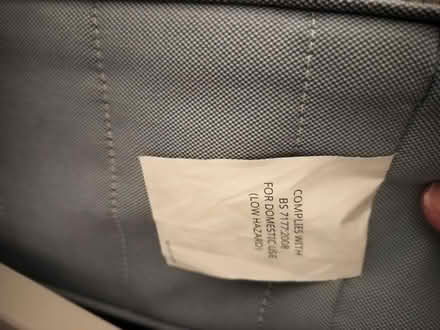 COMPLIES WITH
BS 7177:2008
FOR DOMESTIC USE
(LOW HAZARD)